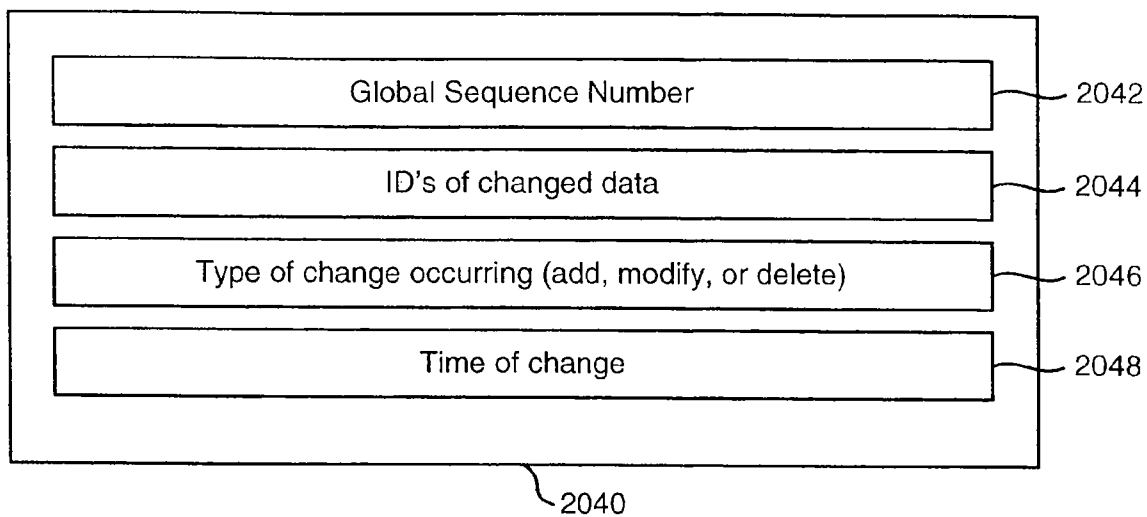 Global Sequence Number
2042
ID's of changed data
2044
Type of change occurring (add, modify, or delete)
2046
Time of change
2048
2040